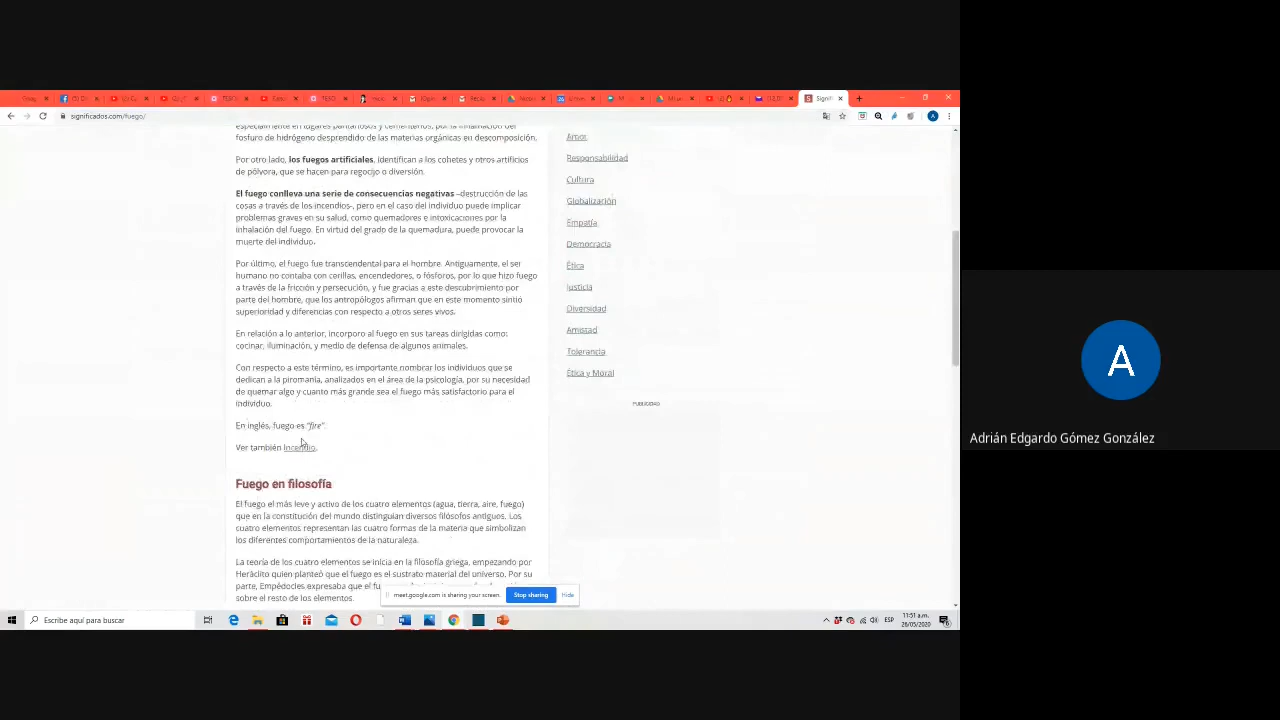 significados.com/fuego/
especialmente en lugares pantanosos y cementerios, por la inflamación del
fosfuro de hidrógeno desprendido de las materias orgánicas en descomposición.
Por otro lado, los fuegos artificiales, identifican a los cohetes y otros artificios
de pólvora, que se hacen para regocijo o diversión.
El fuego conlleva una serie de consecuencias negativas –destrucción de las
cosas a través de los incendios-, pero en el caso del individuo puede implicar
problemas graves en su salud, como quemadores e intoxicaciones por la
inhalación del fuego. En virtud del grado de la quemadura, puede provocar la
muerte del individuo.
Por último, el fuego fue transcendental para el hombre. Antiguamente, el ser
humano no contaba con cerillas, encendedores, o fósforos, por lo que hizo fuego
a través de la fricción y persecución, y fue gracias a este descubrimiento por
parte del hombre, que los antropólogos afirman que en este momento sintió
superioridad y diferencias con respecto a otros seres vivos.
En relación a lo anterior, incorporo al fuego en sus tareas dirigidas como:
cocinar, iluminación, y medio de defensa de algunos animales.
Con respecto a este término, es importante nombrar los individuos que se
dedican a la piromanía, analizados en el área de la psicología, por su necesidad
de quemar algo y cuanto más grande sea el fuego más satisfactorio para el
individuo.
En inglés, fuego es "fire".
Ver también Incendio.
Fuego en filosofía
El fuego el más leve y activo de los cuatro elementos (agua, tierra, aire, fuego)
que en la constitución del mundo distinguían diversos filósofos antiguos. Los
cuatro elementos representan las cuatro formas de la materia que simbolizan
los diferentes comportamientos de la naturaleza.
La teoría de los cuatro elementos se inicia en la filosofía griega, empezando por
Heráclito quien planteó que el fuego es el sustrato material del universo. Por su
parte, Empédocles expresaba que el
sobre el resto de los elementos.
Amor
Responsabilidad
Cultura
Globalización
Empatía
Democracia
Ética
Justicia
Diversidad
Amistad
Tolerancia
Ética y Moral
PUBLICIDAD
meet.google.com is sharing your screen.
Stop sharing
Hide
Escribe aquí para buscar
ESP
11:51 a.m.
26/05/2020
A
Adrián Edgardo Gómez González